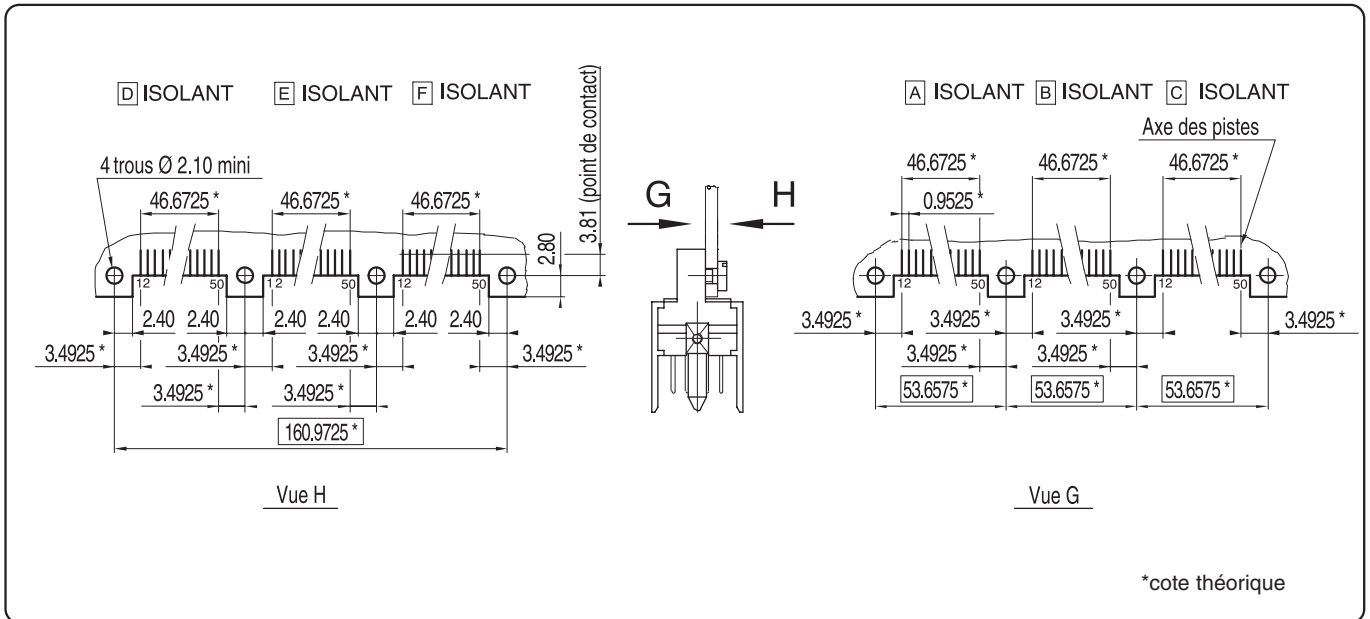 D ISOLANT E ISOLANT F ISOLANT
4 trous Ø 2.10 mini
46.6725 * 46.6725 * 46.6725 *
3.81 (point de contact)
2.80
12 50 12 50 12 50
2.40 2.40 2.40 2.40 2.40 2.40
3.4925 * 3.4925 * 3.4925 * 3.4925 *
3.4925 * 3.4925 *
160.9725 *
Vue H
G H
A ISOLANT B ISOLANT C ISOLANT
Axe des pistes
46.6725 * 46.6725 * 46.6725 *
0.9525 *
12 50 12 50 12 50
3.4925 * 3.4925 * 3.4925 * 3.4925 *
3.4925 * 3.4925 *
53.6575 * 53.6575 * 53.6575 *
Vue G
*cote théorique